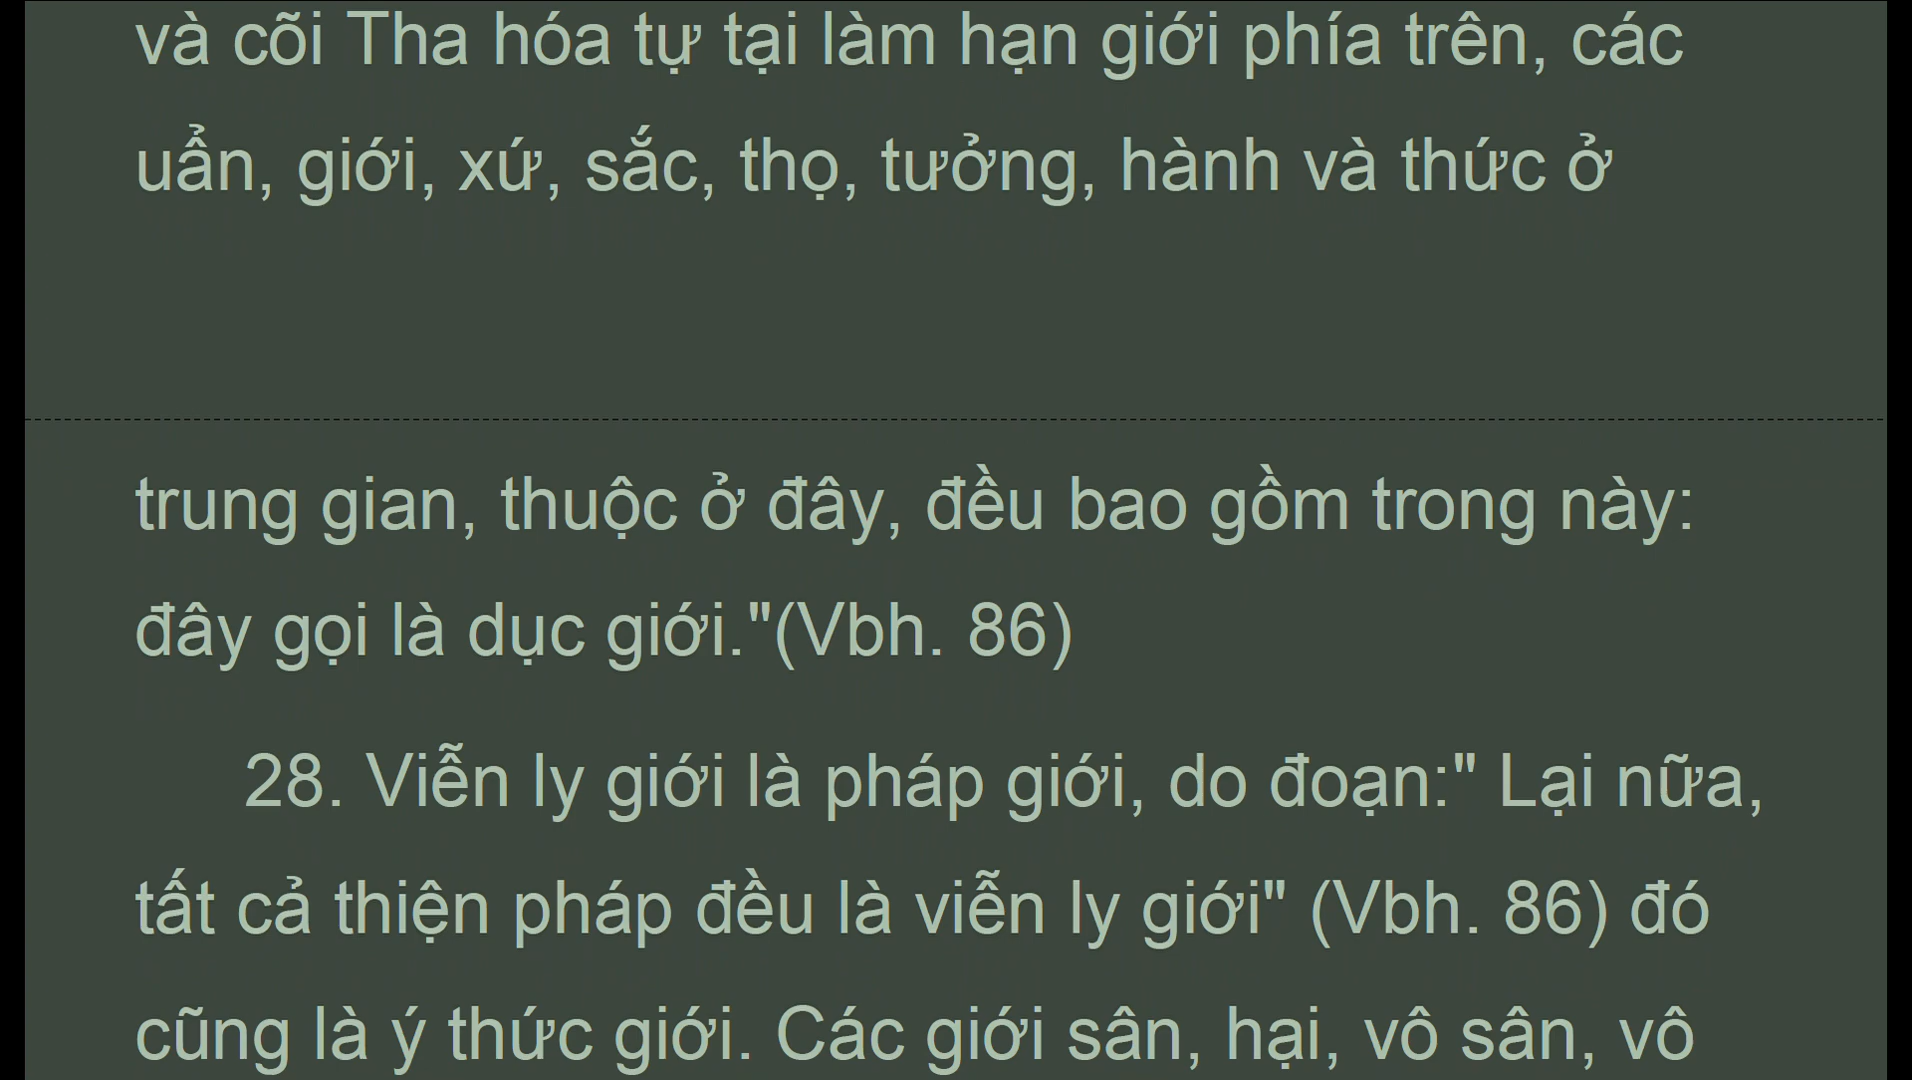 và cõi Tha hóa tự tại làm hạn giới phía trên, các
uẩn, giới, xứ, sắc, thọ, tưởng, hành và thức ở
trung gian, thuộc ở đây, đều bao gồm trong này:
đây gọi là dục giới."(Vbh. 86)
28. Viễn ly giới là pháp giới, do đoạn:" Lại nữa,
tất cả thiện pháp đều là viễn ly giới" (Vbh. 86) đó
cũng là ý thức giới. Các giới sân, hại, vô sân, vô